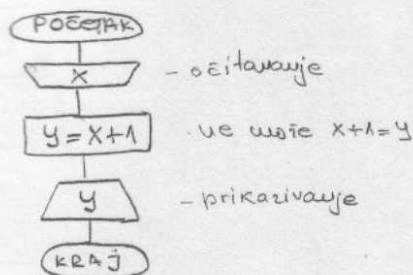 POČETAK
X - očitavanje
Y = X+1 ne može X+1=Y
Y - prikazivanje
KRAJ